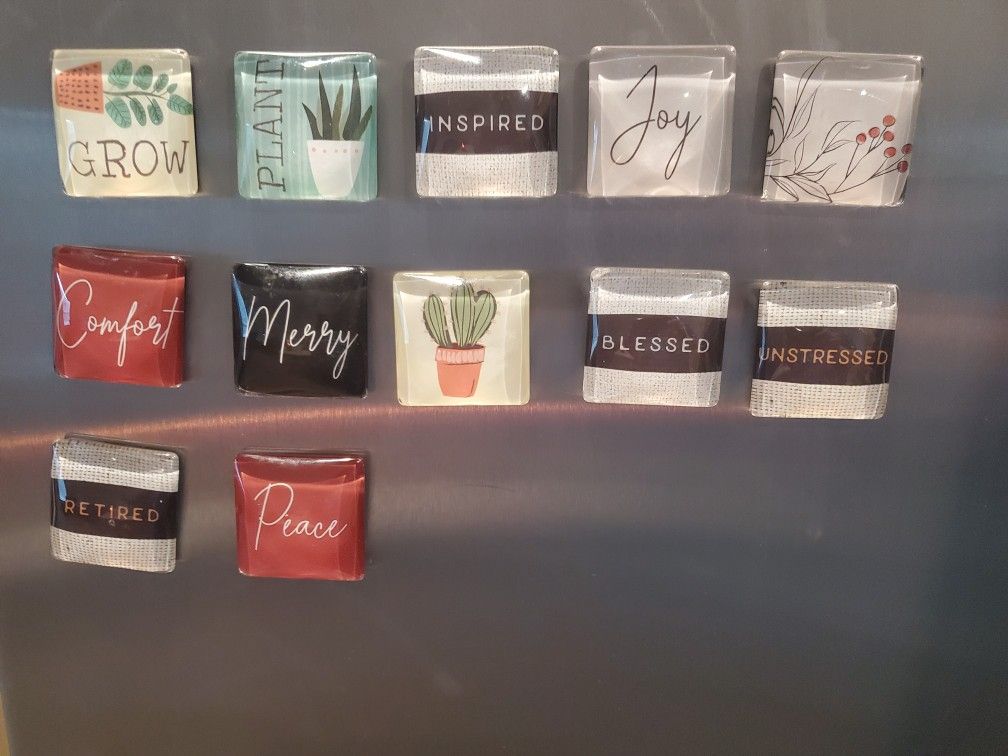 GROW
PLANT
INSPIRED
Joy
Comfort
Merry
BLESSED
UNSTRESSED
RETIRED
Peace